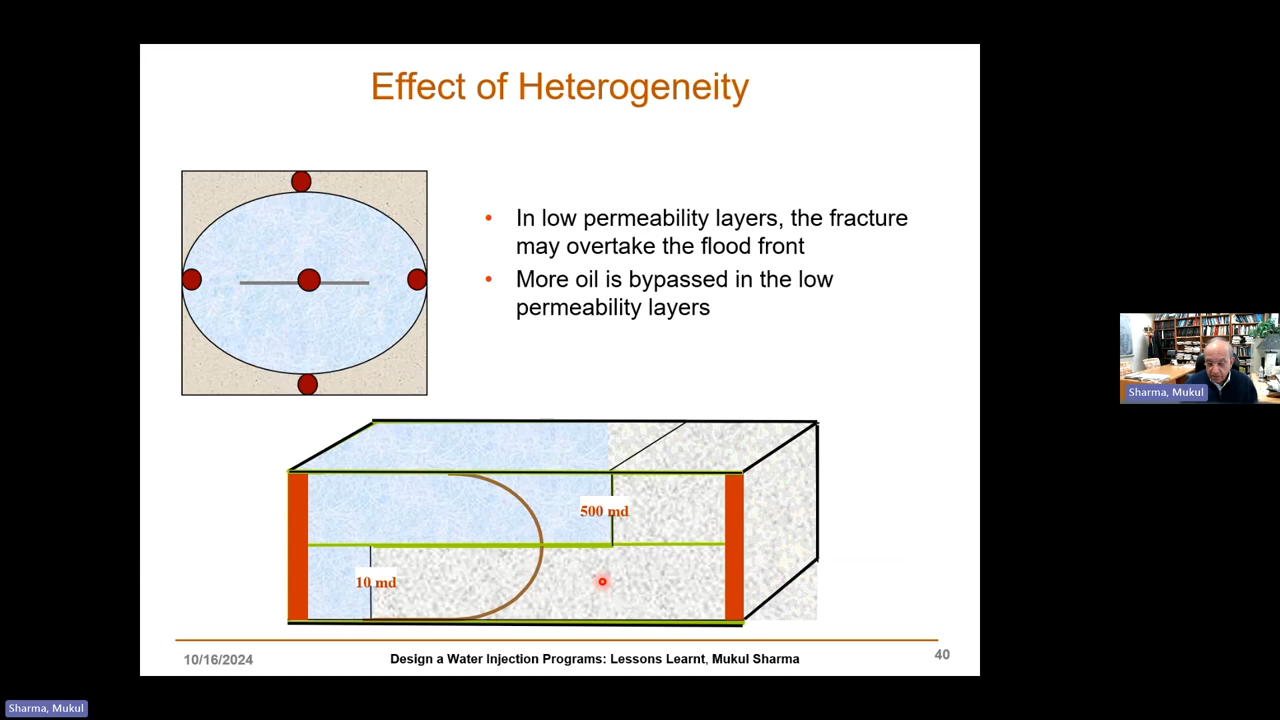 Effect of Heterogeneity
• In low permeability layers, the fracture
may overtake the flood front
• More oil is bypassed in the low
permeability layers
500 md
10 md
10/16/2024
Design a Water Injection Programs: Lessons Learnt, Mukul Sharma
40
Sharma, Mukul
Sharma, Mukul